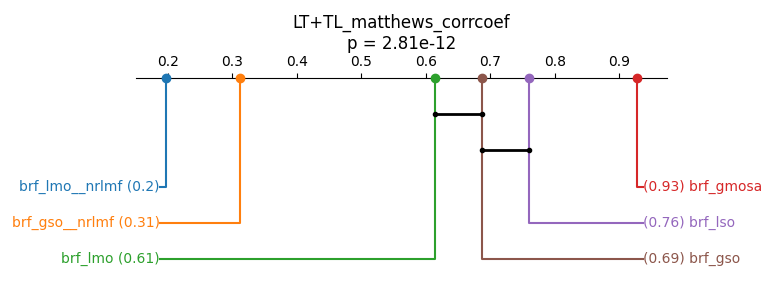 LT+TL_matthews_corrcoef
p = 2.81e-12
0.2 0.3 0.4 0.5 0.6 0.7 0.8 0.9
brf_lmo__nrlmf (0.2) (0.93) brf_gmosa
brf_gso__nrlmf (0.31) (0.76) brf_lso
brf_lmo (0.61) (0.69) brf_gso